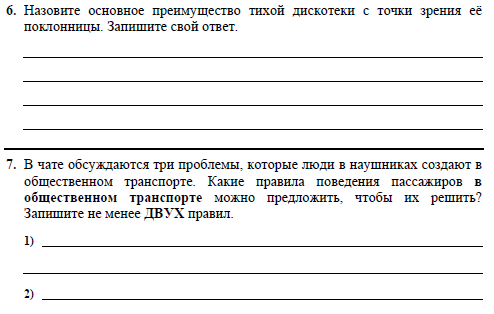 6. Назовите основное преимущество тихой дискотеки с точки зрения её
поклонницы. Запишите свой ответ.
7. В чате обсуждаются три проблемы, которые люди в наушниках создают в
общественном транспорте. Какие правила поведения пассажиров в
общественном транспорте можно предложить, чтобы их решить?
Запишите не менее ДВУХ правил.
1)
2)